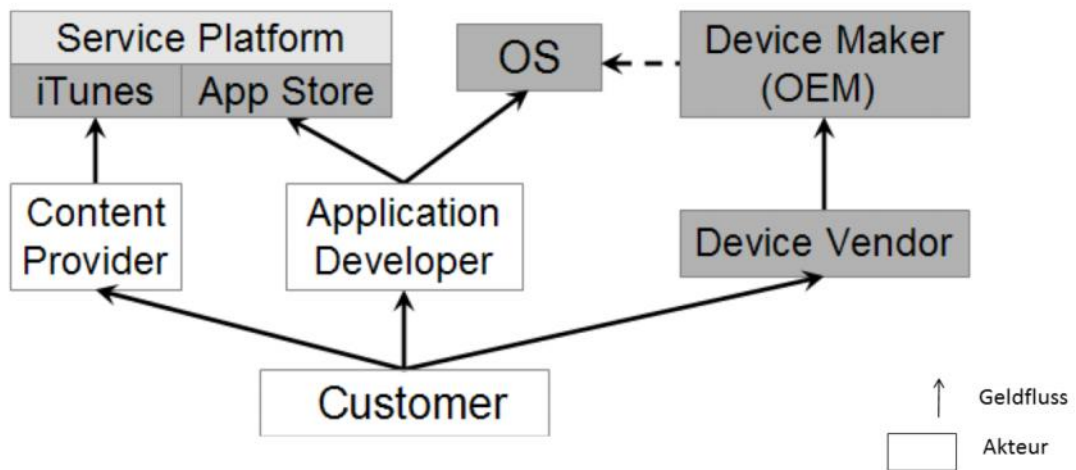 Service Platform
iTunes
App Store
OS
Device Maker
(OEM)
Content
Provider
Application
Developer
Device Vendor
Customer
Geldfluss
Akteur